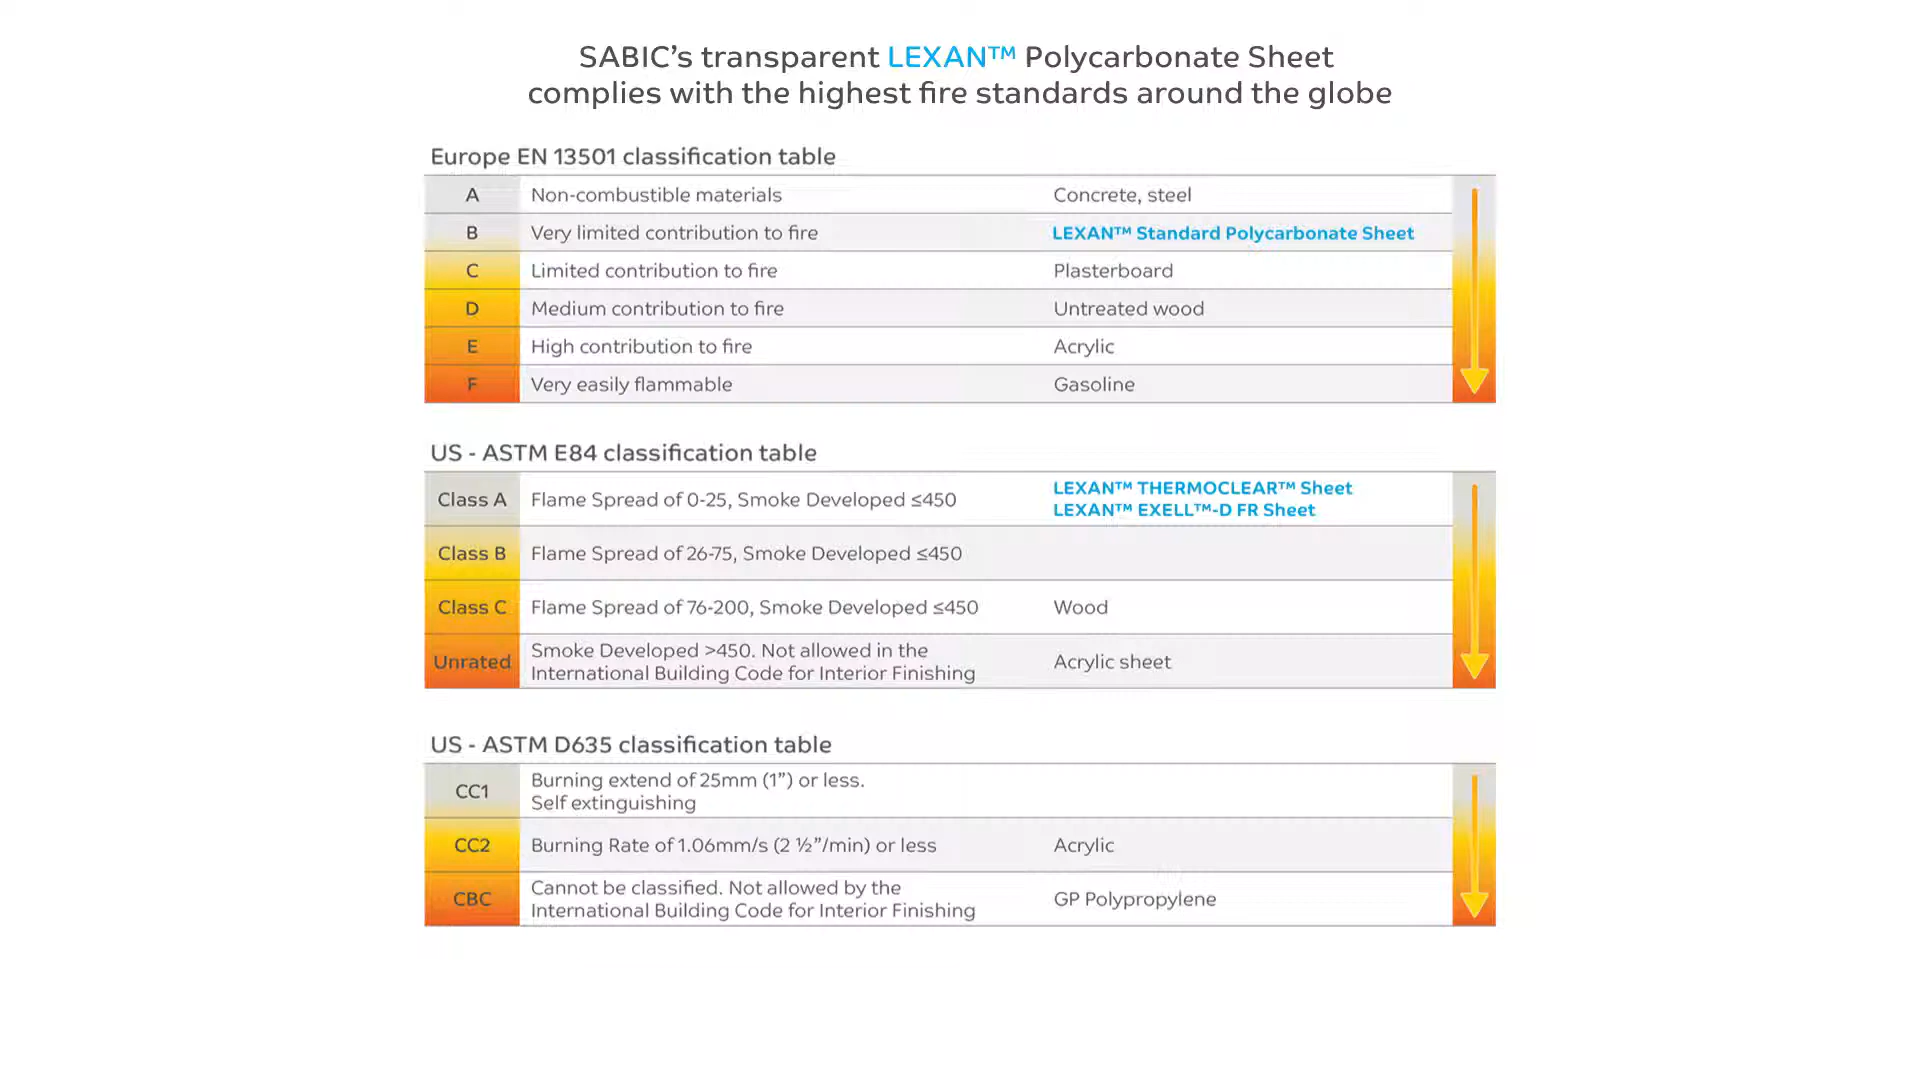 SABIC’s transparent LEXAN™ Polycarbonate Sheet
complies with the highest fire standards around the globe
Europe EN 13501 classification table
A Non-combustible materials Concrete, steel
B Very limited contribution to fire LEXAN™ Standard Polycarbonate Sheet
C Limited contribution to fire Plasterboard
D Medium contribution to fire Untreated wood
E High contribution to fire Acrylic
F Very easily flammable Gasoline
US - ASTM E84 classification table
Class A Flame Spread of 0-25, Smoke Developed ≤450 LEXAN™ THERMOCLEAR™ Sheet
LEXAN™ EXELL™-D FR Sheet
Class B Flame Spread of 26-75, Smoke Developed ≤450
Class C Flame Spread of 76-200, Smoke Developed ≤450 Wood
Unrated Smoke Developed >450. Not allowed in the
International Building Code for Interior Finishing Acrylic sheet
US - ASTM D635 classification table
CC1 Burning extend of 25mm (1”) or less.
Self extinguishing
CC2 Burning Rate of 1.06mm/s (2 ½”/min) or less Acrylic
CBC Cannot be classified. Not allowed by the
International Building Code for Interior Finishing GP Polypropylene